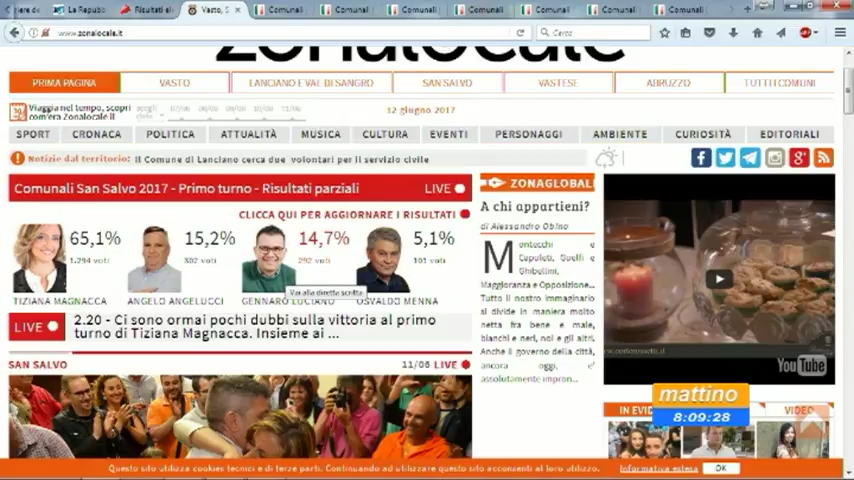 La Repubb
Risultati ele
Vasto, S
Comunali
Comunali
Comunali
Comunali
Comunali
Comunali
Comunali
www.zonalocale.it
Cerca
zonalocale
PRIMA PAGINA
VASTO
LANCIANO E VAL DI SANGRO
SAN SALVO
VASTESE
ABRUZZO
TUTTI I COMUNI
Viaggia nel tempo, scopri
com'era Zonalocale il
12 giugno 2017
SPORT
CRONACA
POLITICA
ATTUALITÀ
MUSICA
CULTURA
EVENTI
PERSONAGGI
AMBIENTE
CURIOSITÀ
EDITORIALI
Notizie dal territorio: Il Comune di Lanciano cerca due volontari per il servizio civile
Comunali San Salvo 2017 - Primo turno - Risultati parziali LIVE
CLICCA QUI PER AGGIORNARE I RISULTATI
65,1%
1.294 voti
TIZIANA MAGNACCA
15,2%
302 voti
ANGELO ANGELUCCI
14,7%
292 voti
GENNARO LUCIANO
5,1%
101 voti
OSVALDO MENNA
Vai alla diretta scritta
LIVE
2.20 - Ci sono ormai pochi dubbi sulla vittoria al primo
turno di Tiziana Magnacca. Insieme ai ...
SAN SALVO
11/06 LIVE
ZONAGLOBAL
A chi appartieni?
di Alessandro Obino
Montecchi e
Capuleti, Guelfi e
Ghibellini,
Maggioranza e Opposizione...
Tutto il nostro immaginario
si divide in maniera molto
netta fra bene e male,
bianchi e neri, noi e gli altri.
Anche il governo della città,
ancora oggi, e'
assolutamente impron...
YouTube
mattino
8:09:28
IN EVID
VIDEO
Questo sito utilizza cookies tecnici e di terze parti. Continuando ad utilizzare questo sito acconsenti al loro utilizzo.
Informativa estesa
OK